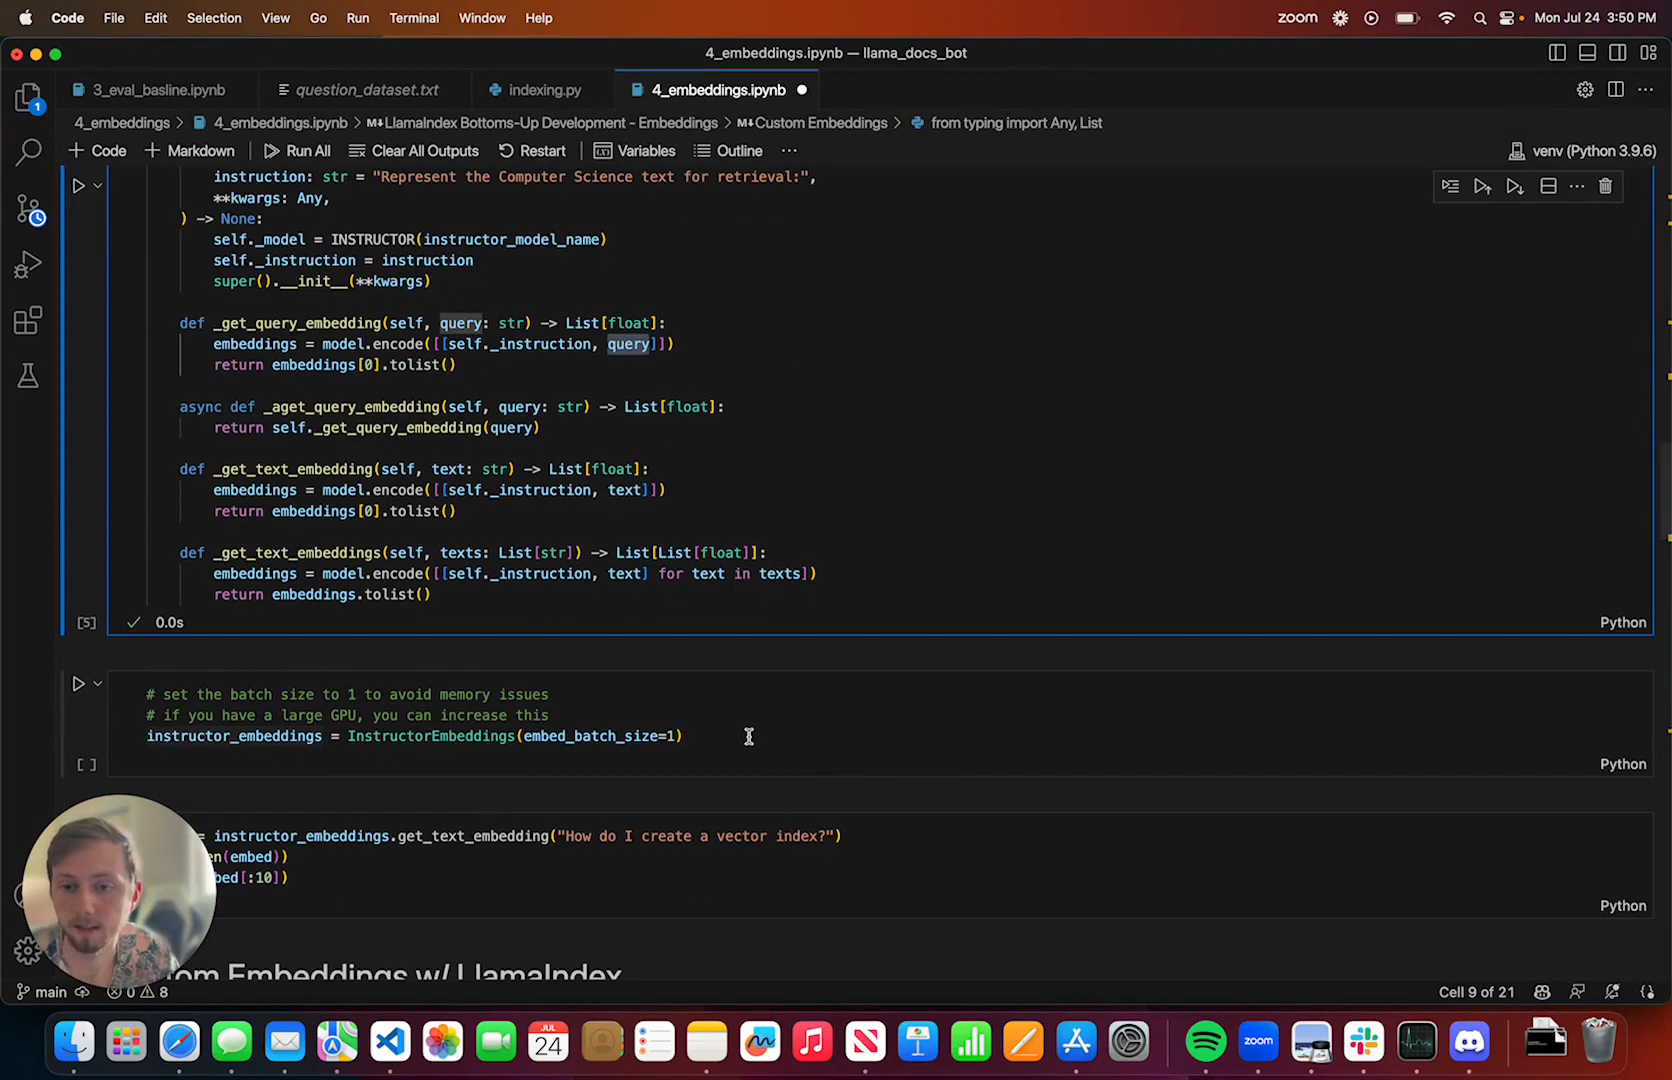 Code File Edit Selection View Go Run Terminal Window Help
zoom Mon Jul 24 3:50 PM
4_embeddings.ipynb — llama_docs_bot
3_eval_basline.ipynb question_dataset.txt indexing.py 4_embeddings.ipynb
4_embeddings > 4_embeddings.ipynb > LlamaIndex Bottoms-Up Development - Embeddings > Custom Embeddings > from typing import Any, List
+ Code + Markdown Run All Clear All Outputs Restart Variables Outline ... venv (Python 3.9.6)
instruction: str = "Represent the Computer Science text for retrieval:",
**kwargs: Any,
) -> None:
self._model = INSTRUCTOR(instructor_model_name)
self._instruction = instruction
super().__init__(**kwargs)
def _get_query_embedding(self, query: str) -> List[float]:
embeddings = model.encode([[self._instruction, query]])
return embeddings[0].tolist()
async def _aget_query_embedding(self, query: str) -> List[float]:
return self._get_query_embedding(query)
def _get_text_embedding(self, text: str) -> List[float]:
embeddings = model.encode([[self._instruction, text]])
return embeddings[0].tolist()
def _get_text_embeddings(self, texts: List[str]) -> List[List[float]]:
embeddings = model.encode([[self._instruction, text] for text in texts])
return embeddings.tolist()
[5] 0.0s Python
# set the batch size to 1 to avoid memory issues
# if you have a large GPU, you can increase this
instructor_embeddings = InstructorEmbeddings(embed_batch_size=1)
[ ] Python
= instructor_embeddings.get_text_embedding("How do I create a vector index?")
(embed))
[:10])
Python
Embeddings w/ LlamaIndex
main 0 8 Cell 9 of 21
JUL
24
zoom